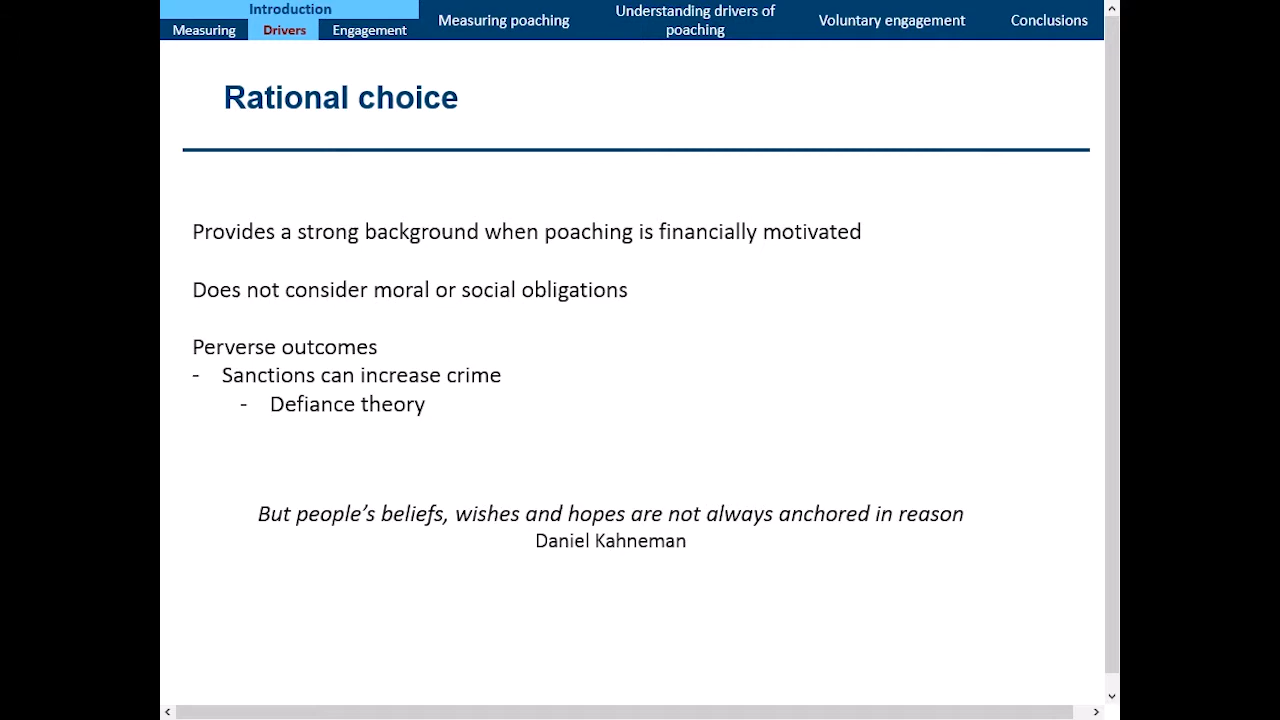 Introduction
Measuring Drivers Engagement
Measuring poaching
Understanding drivers of
poaching
Voluntary engagement
Conclusions
Rational choice
Provides a strong background when poaching is financially motivated
Does not consider moral or social obligations
Perverse outcomes
- Sanctions can increase crime
- Defiance theory
But people’s beliefs, wishes and hopes are not always anchored in reason
Daniel Kahneman